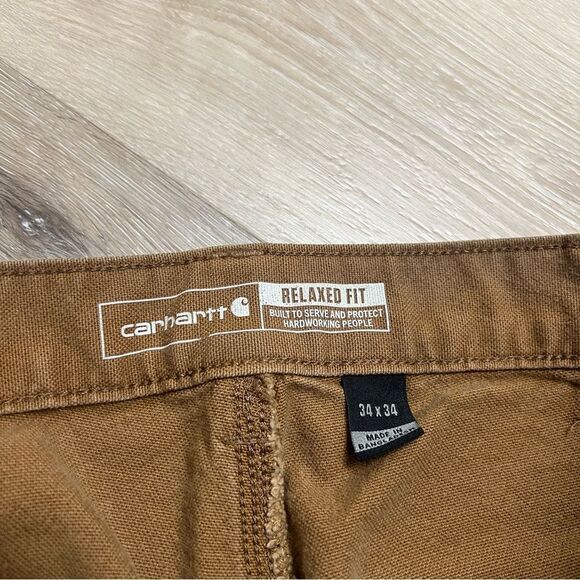 carhartt
RELAXED FIT
BUILT TO SERVE AND PROTECT
HARDWORKING PEOPLE
34 x 34
MADE IN